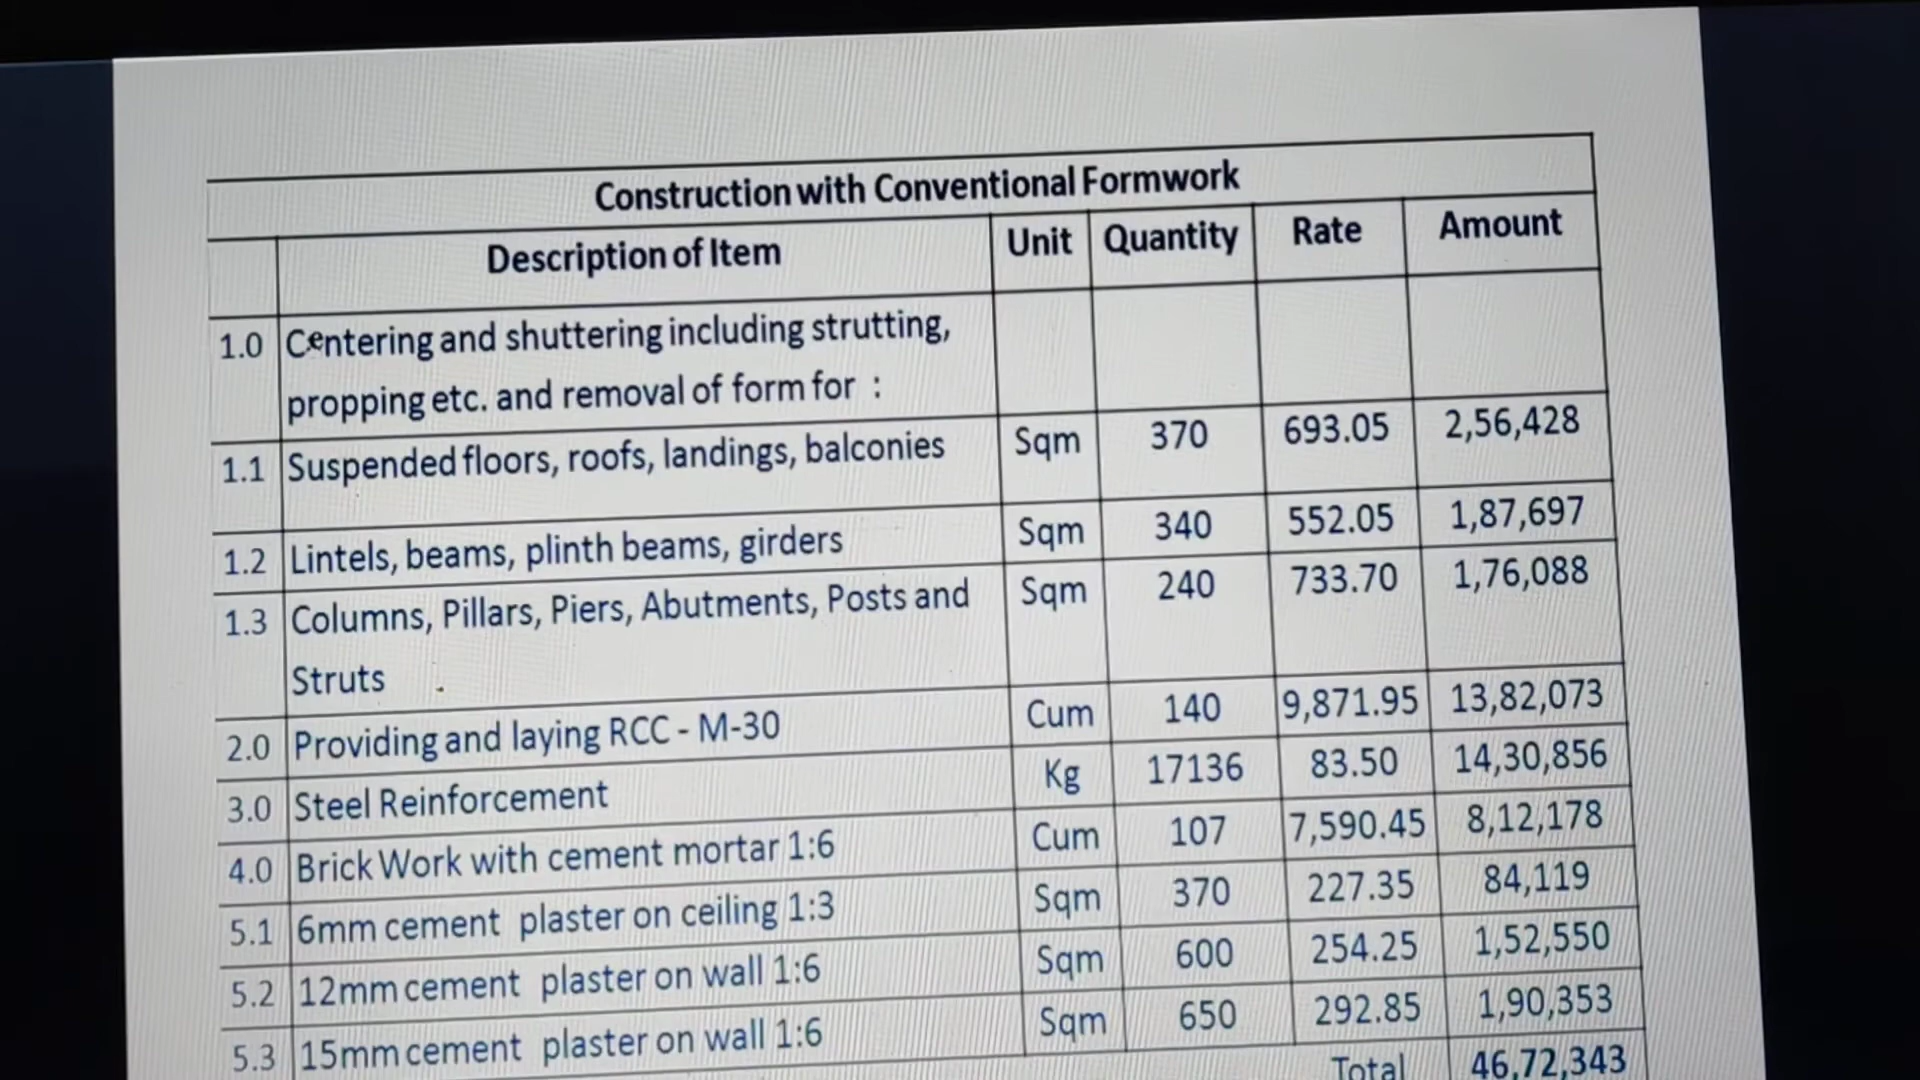 Construction with Conventional Formwork
Description of Item Unit Quantity Rate Amount
1.0 Centering and shuttering including strutting,
propping etc. and removal of form for :
1.1 Suspended floors, roofs, landings, balconies Sqm 370 693.05 2,56,428
1.2 Lintels, beams, plinth beams, girders Sqm 340 552.05 1,87,697
1.3 Columns, Pillars, Piers, Abutments, Posts and Sqm 240 733.70 1,76,088
Struts
2.0 Providing and laying RCC - M-30 Cum 140 9,871.95 13,82,073
3.0 Steel Reinforcement Kg 17136 83.50 14,30,856
4.0 Brick Work with cement mortar 1:6 Cum 107 7,590.45 8,12,178
5.1 6mm cement plaster on ceiling 1:3 Sqm 370 227.35 84,119
5.2 12mm cement plaster on wall 1:6 Sqm 600 254.25 1,52,550
5.3 15mm cement plaster on wall 1:6 Sqm 650 292.85 1,90,353
Total 46,72,343